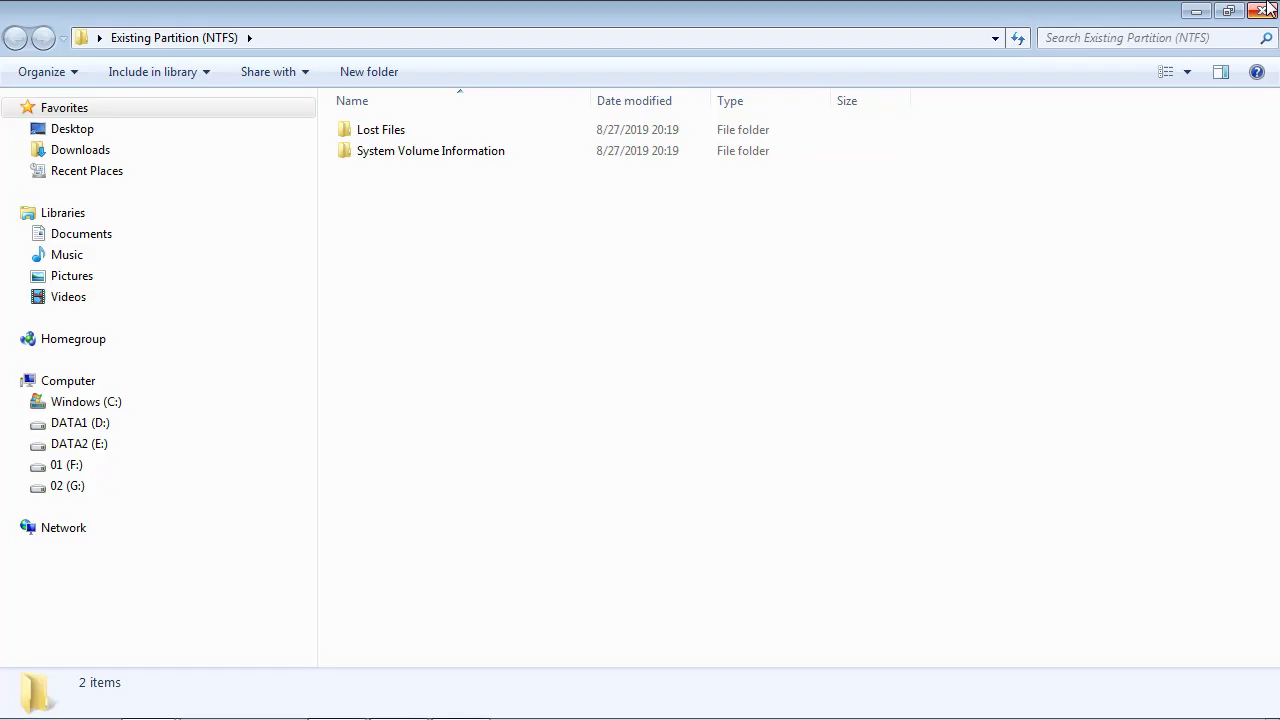 Existing Partition (NTFS)
Search Existing Partition (NTFS)
Organize Include in library Share with New folder
Name Date modified Type Size
Favorites
Desktop
Downloads
Recent Places
Libraries
Documents
Music
Pictures
Videos
Homegroup
Computer
Windows (C:)
DATA1 (D:)
DATA2 (E:)
01 (F:)
02 (G:)
Network
Lost Files 8/27/2019 20:19 File folder
System Volume Information 8/27/2019 20:19 File folder
2 items